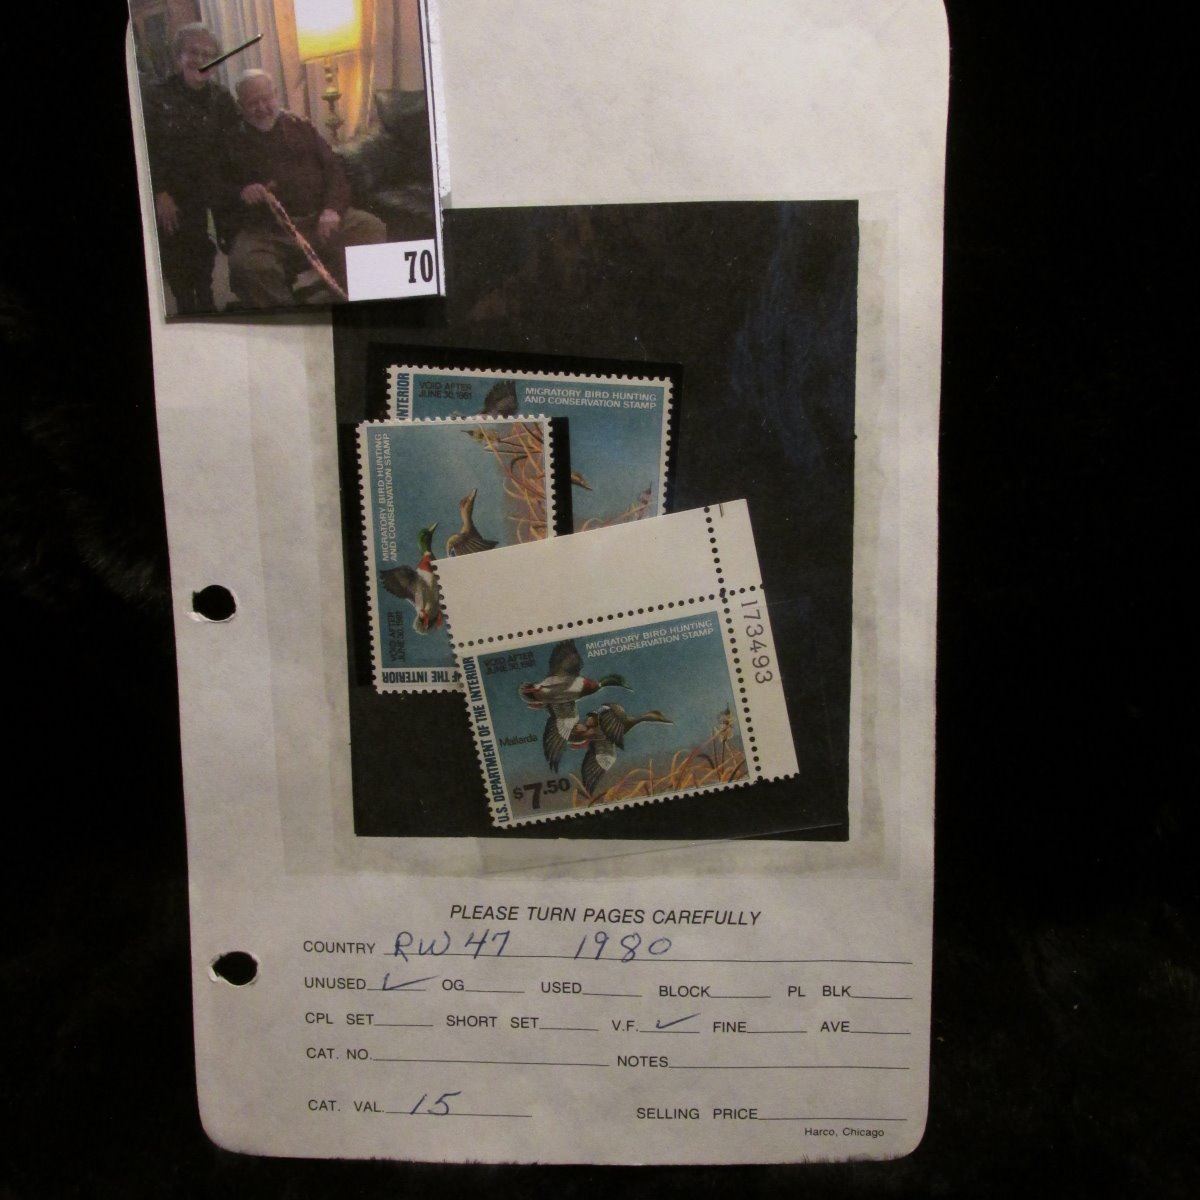 70
INTERIOR
VOID AFTER
JUNE 30, 1981
MIGRATORY BIRD HUNTING
AND CONSERVATION STAMP
MIGRATORY BIRD HUNTING
AND CONSERVATION STAMP
VOID AFTER
JUNE 30, 1981
OF THE INTERIOR
173493
MIGRATORY BIRD HUNTING
AND CONSERVATION STAMP
VOID AFTER
JUNE 30, 1981
U.S. DEPARTMENT OF THE INTERIOR
Mallards
$7.50
PLEASE TURN PAGES CAREFULLY
COUNTRY RW 47 1980
UNUSED ✓ OG USED BLOCK PL BLK
CPL SET SHORT SET V.F. ✓ FINE AVE
CAT. NO. NOTES
CAT. VAL. 15 SELLING PRICE
Harco, Chicago